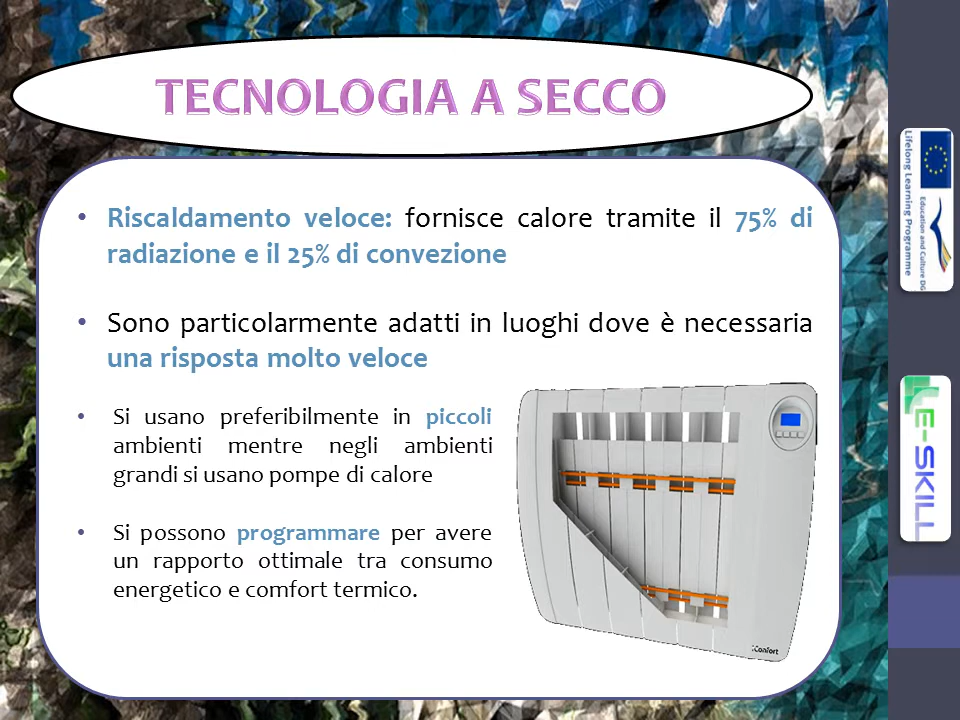 TECNOLOGIA A SECCO
• Riscaldamento veloce: fornisce calore tramite il 75% di
radiazione e il 25% di convezione
• Sono particolarmente adatti in luoghi dove è necessaria
una risposta molto veloce
• Si usano preferibilmente in piccoli
ambienti mentre negli ambienti
grandi si usano pompe di calore
• Si possono programmare per avere
un rapporto ottimale tra consumo
energetico e comfort termico.
iConfort
Education and Culture DG
Lifelong Learning Programme
E-SKILL